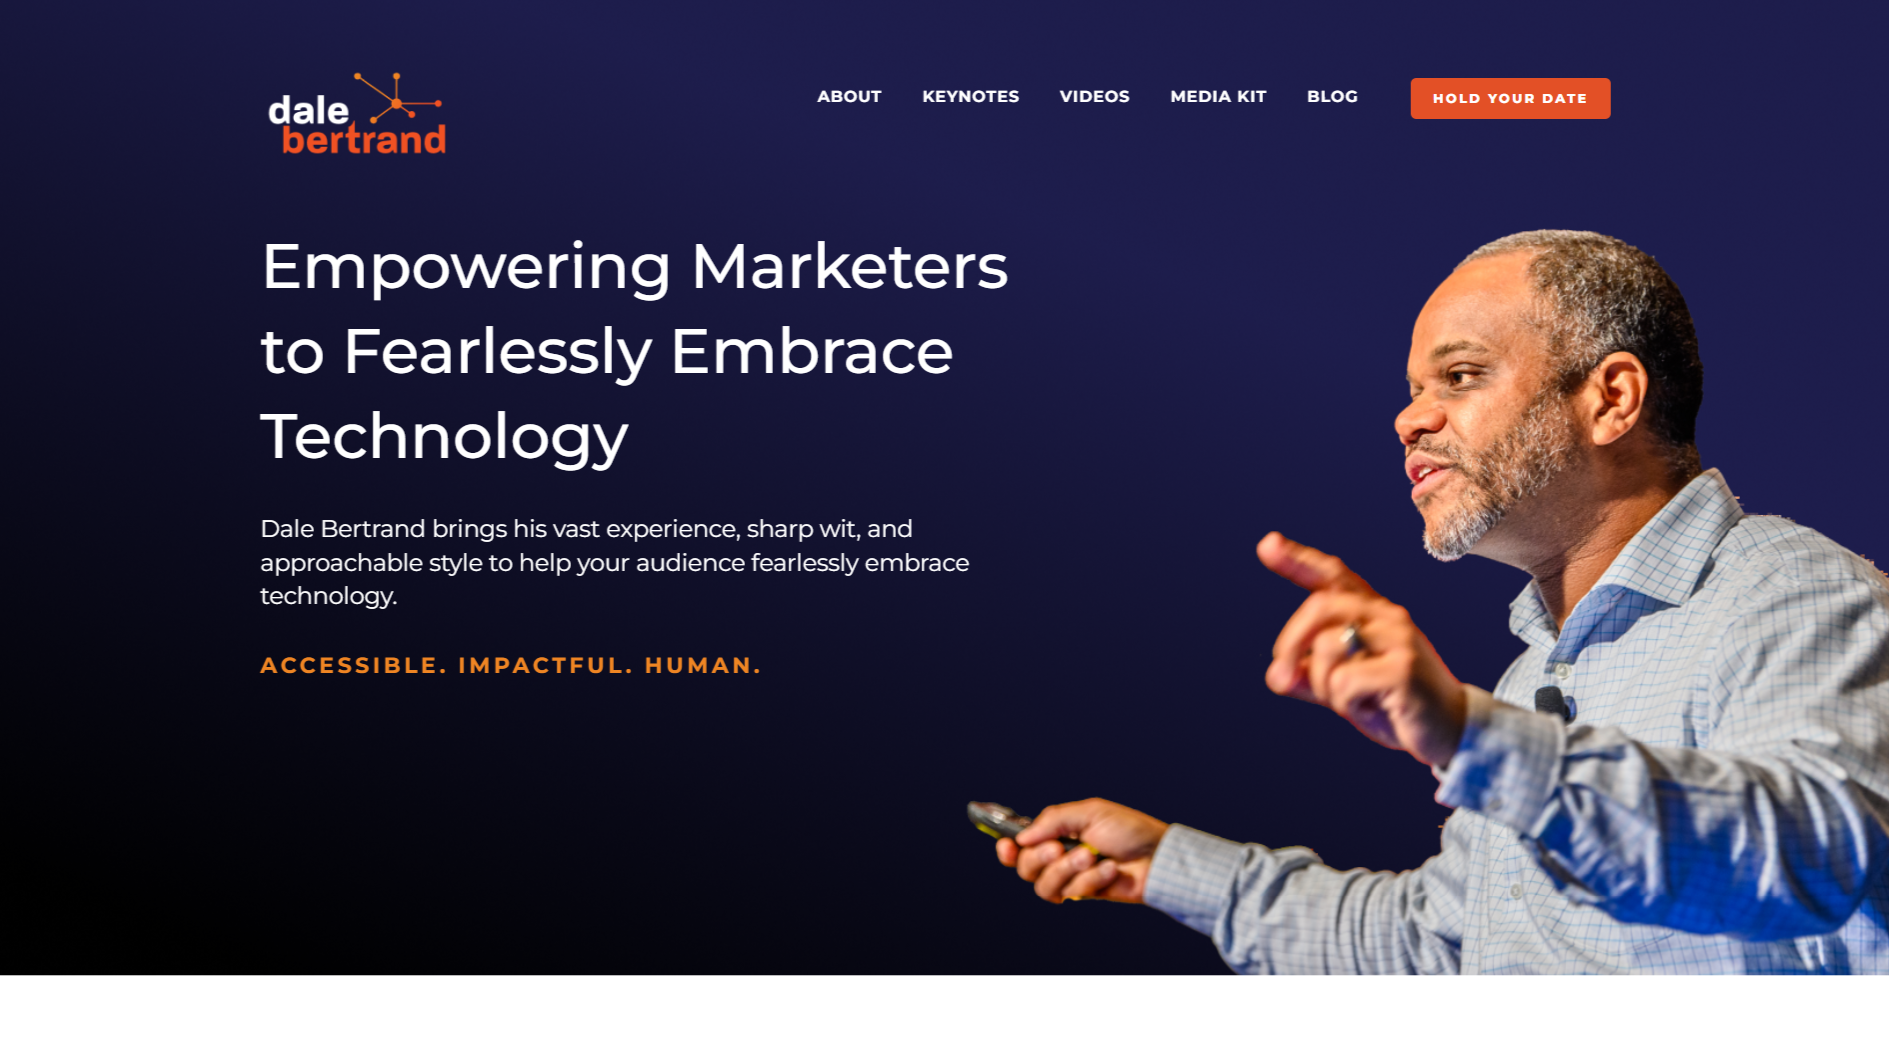 dale
bertrand
ABOUT KEYNOTES VIDEOS MEDIA KIT BLOG HOLD YOUR DATE
Empowering Marketers
to Fearlessly Embrace
Technology
Dale Bertrand brings his vast experience, sharp wit, and
approachable style to help your audience fearlessly embrace
technology.
ACCESSIBLE. IMPACTFUL. HUMAN.